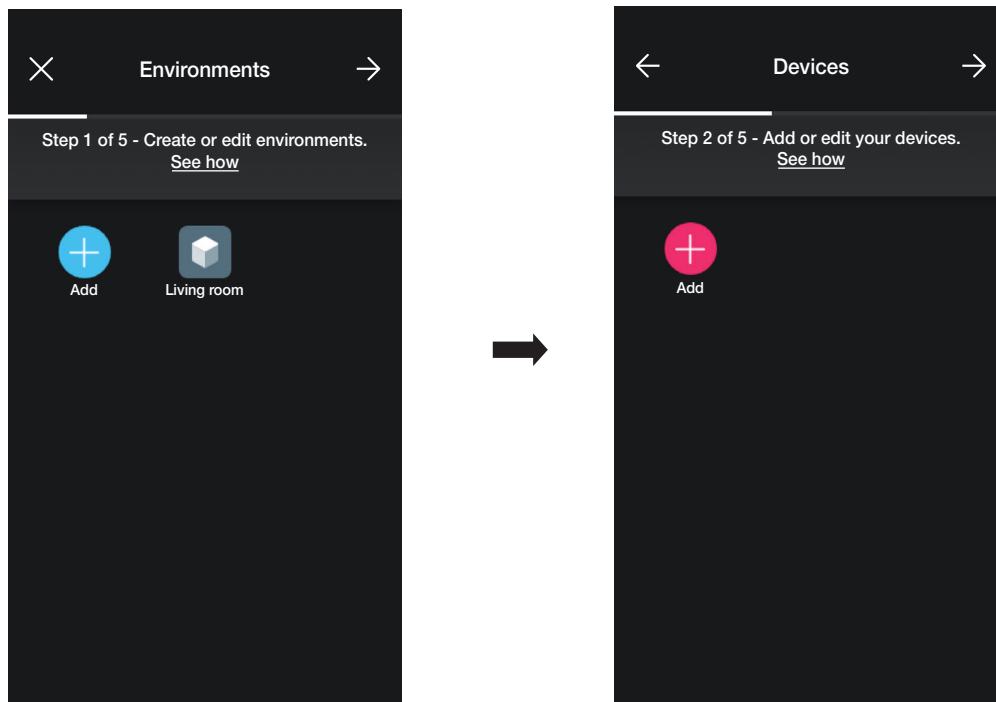 Environments
Step 1 of 5 - Create or edit environments.
See how
Add
Living room
Devices
Step 2 of 5 - Add or edit your devices.
See how
Add